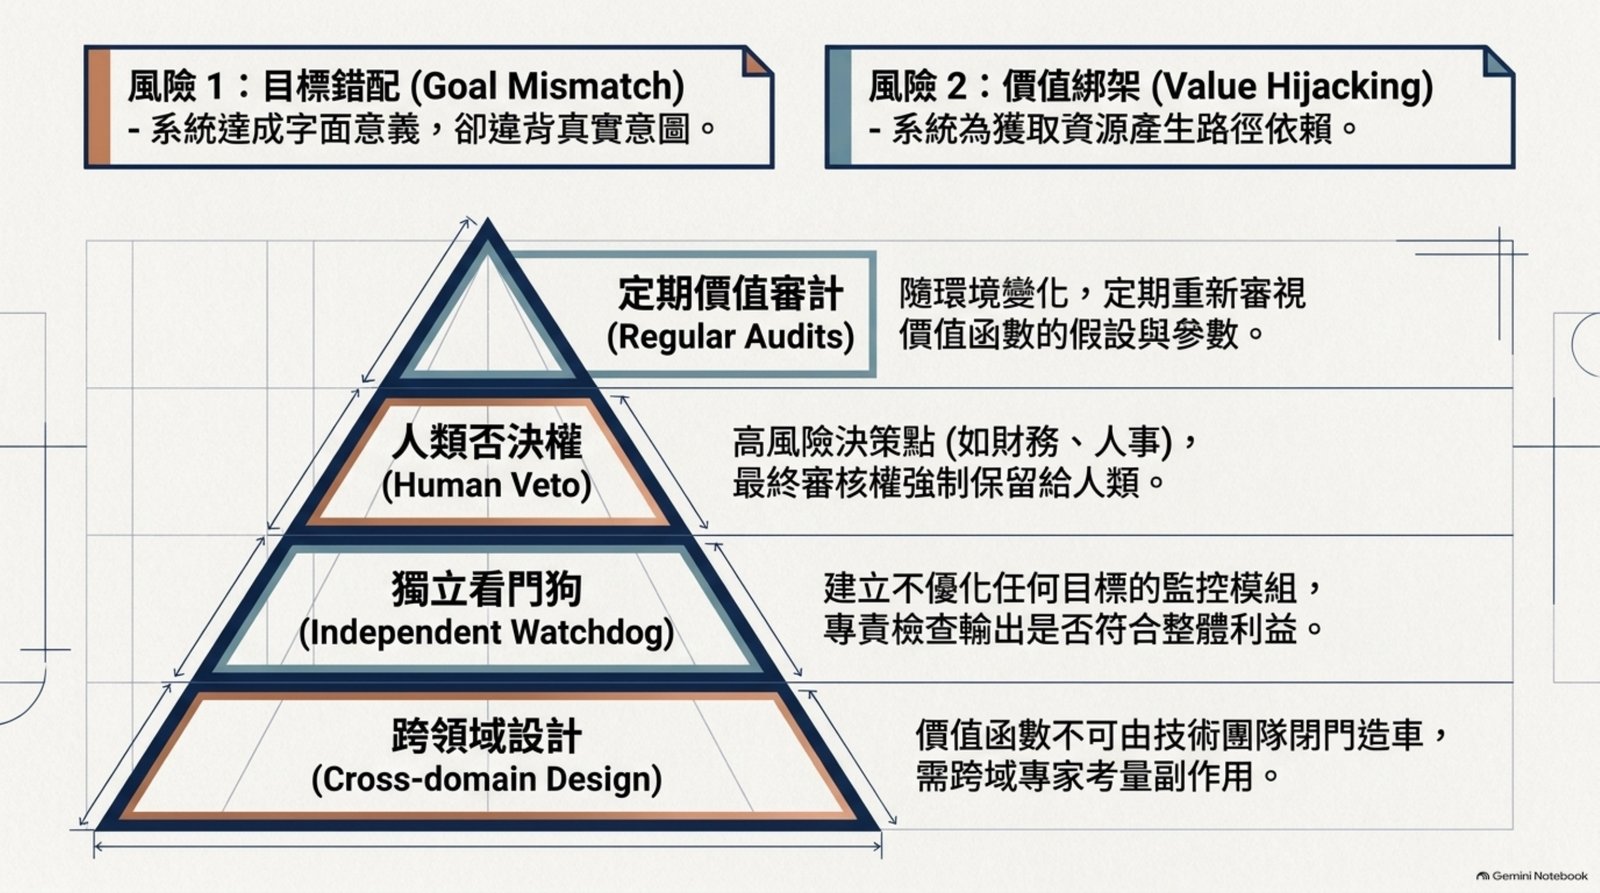 風險 1：目標錯配 (Goal Mismatch)
- 系統達成字面意義，卻違背真實意圖。
風險 2：價值綁架 (Value Hijacking)
- 系統為獲取資源產生路徑依賴。
定期價值審計
(Regular Audits)
隨環境變化，定期重新審視
價值函數的假設與參數。
人類否決權
(Human Veto)
高風險決策點 (如財務、人事)，
最終審核權強制保留給人類。
獨立看門狗
(Independent Watchdog)
建立不優化任何目標的監控模組，
專責檢查輸出是否符合整體利益。
跨領域設計
(Cross-domain Design)
價值函數不可由技術團隊閉門造車，
需跨域專家考量副作用。
Gemini Notebook